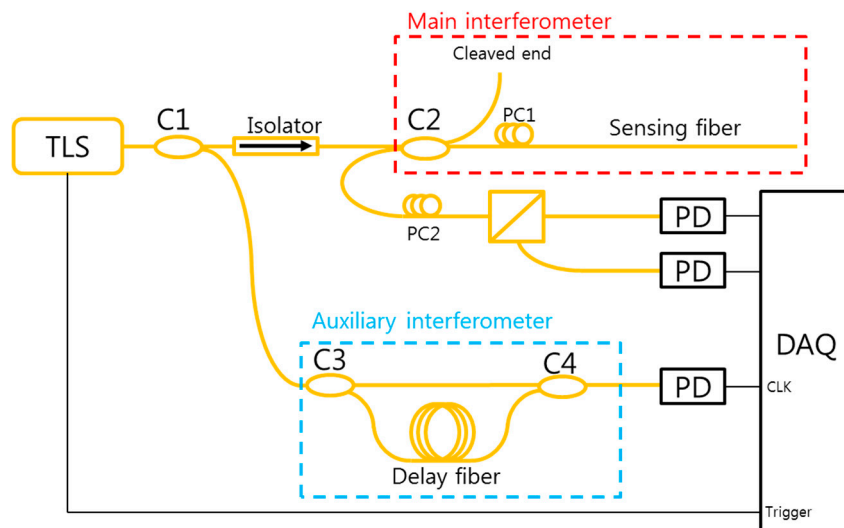 Main interferometer
Cleaved end
C1
Isolator
C2
PC1
Sensing fiber
TLS
PC2
PD
PD
Auxiliary interferometer
C3
C4
PD
DAQ
CLK
Delay fiber
Trigger